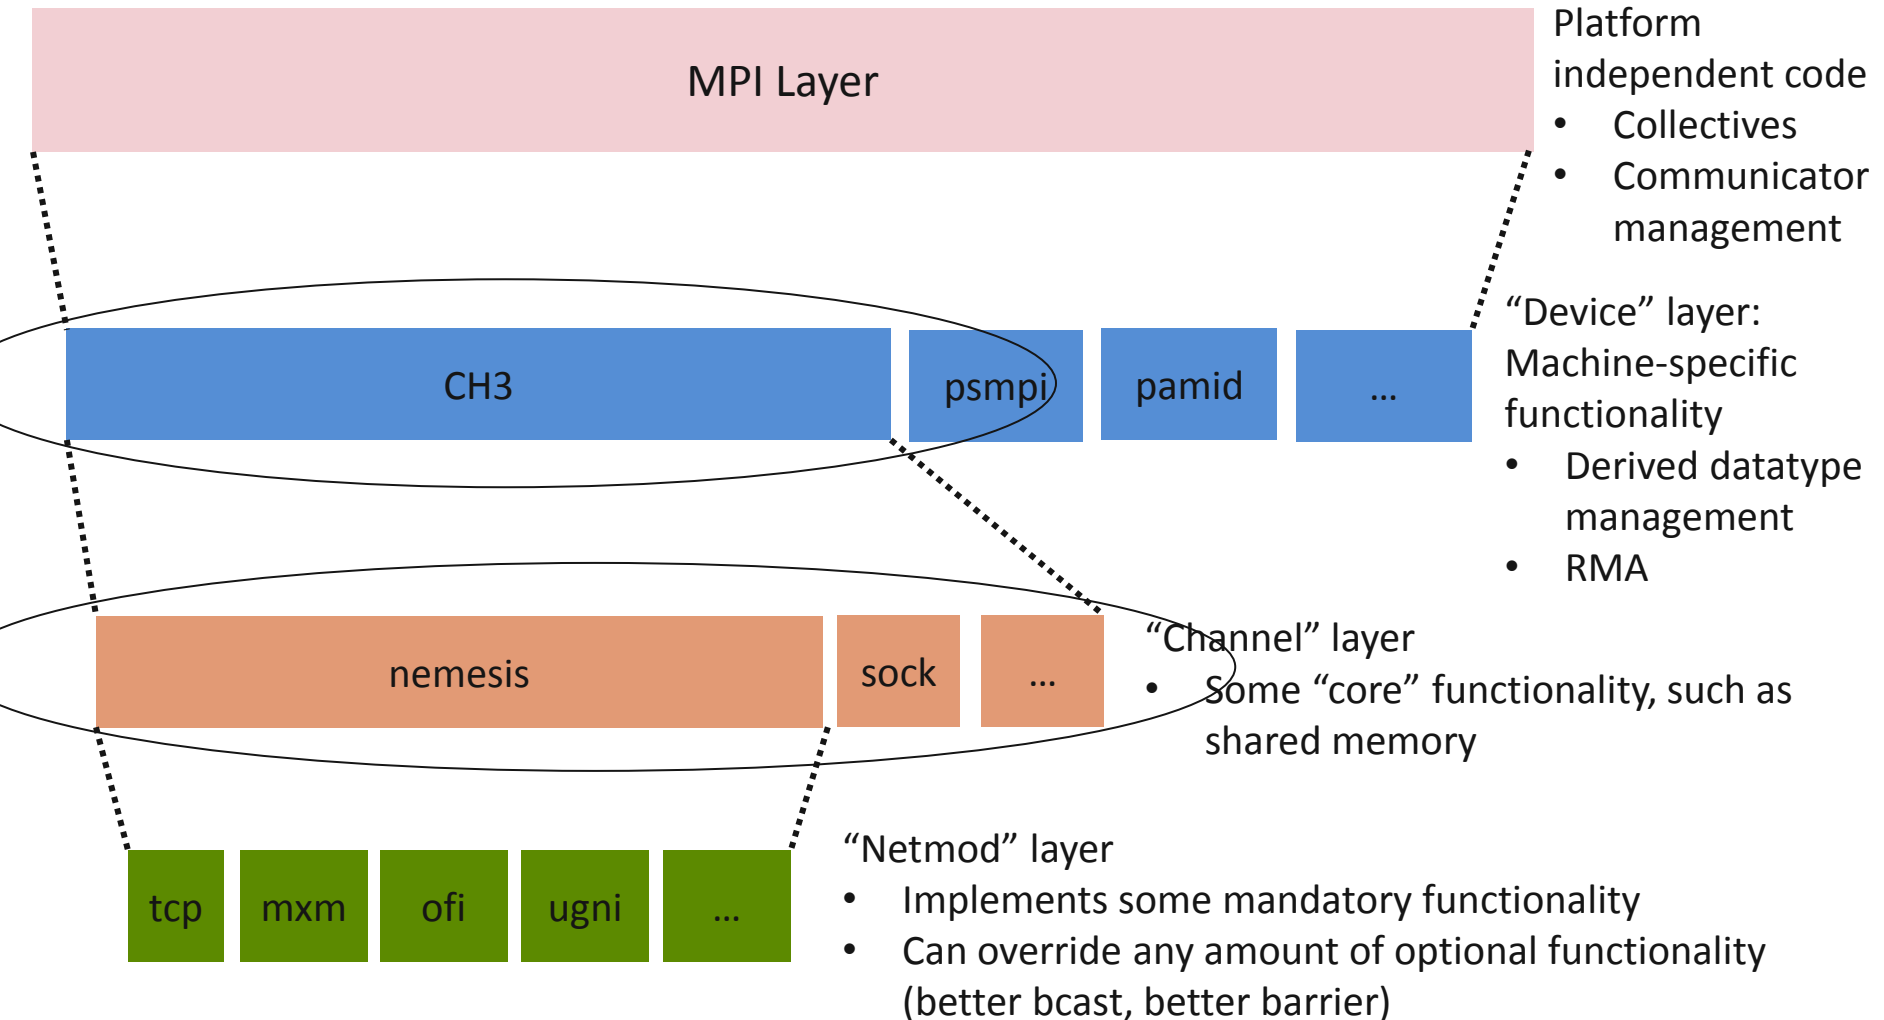 MPI Layer
Platform
independent code
• Collectives
• Communicator
management
CH3
psmpi
pamid
...
“Device” layer:
Machine-specific
functionality
• Derived datatype
management
• RMA
nemesis
sock
...
“Channel” layer
• Some “core” functionality, such as
shared memory
tcp
mxm
ofi
ugni
...
“Netmod” layer
• Implements some mandatory functionality
• Can override any amount of optional functionality
(better bcast, better barrier)